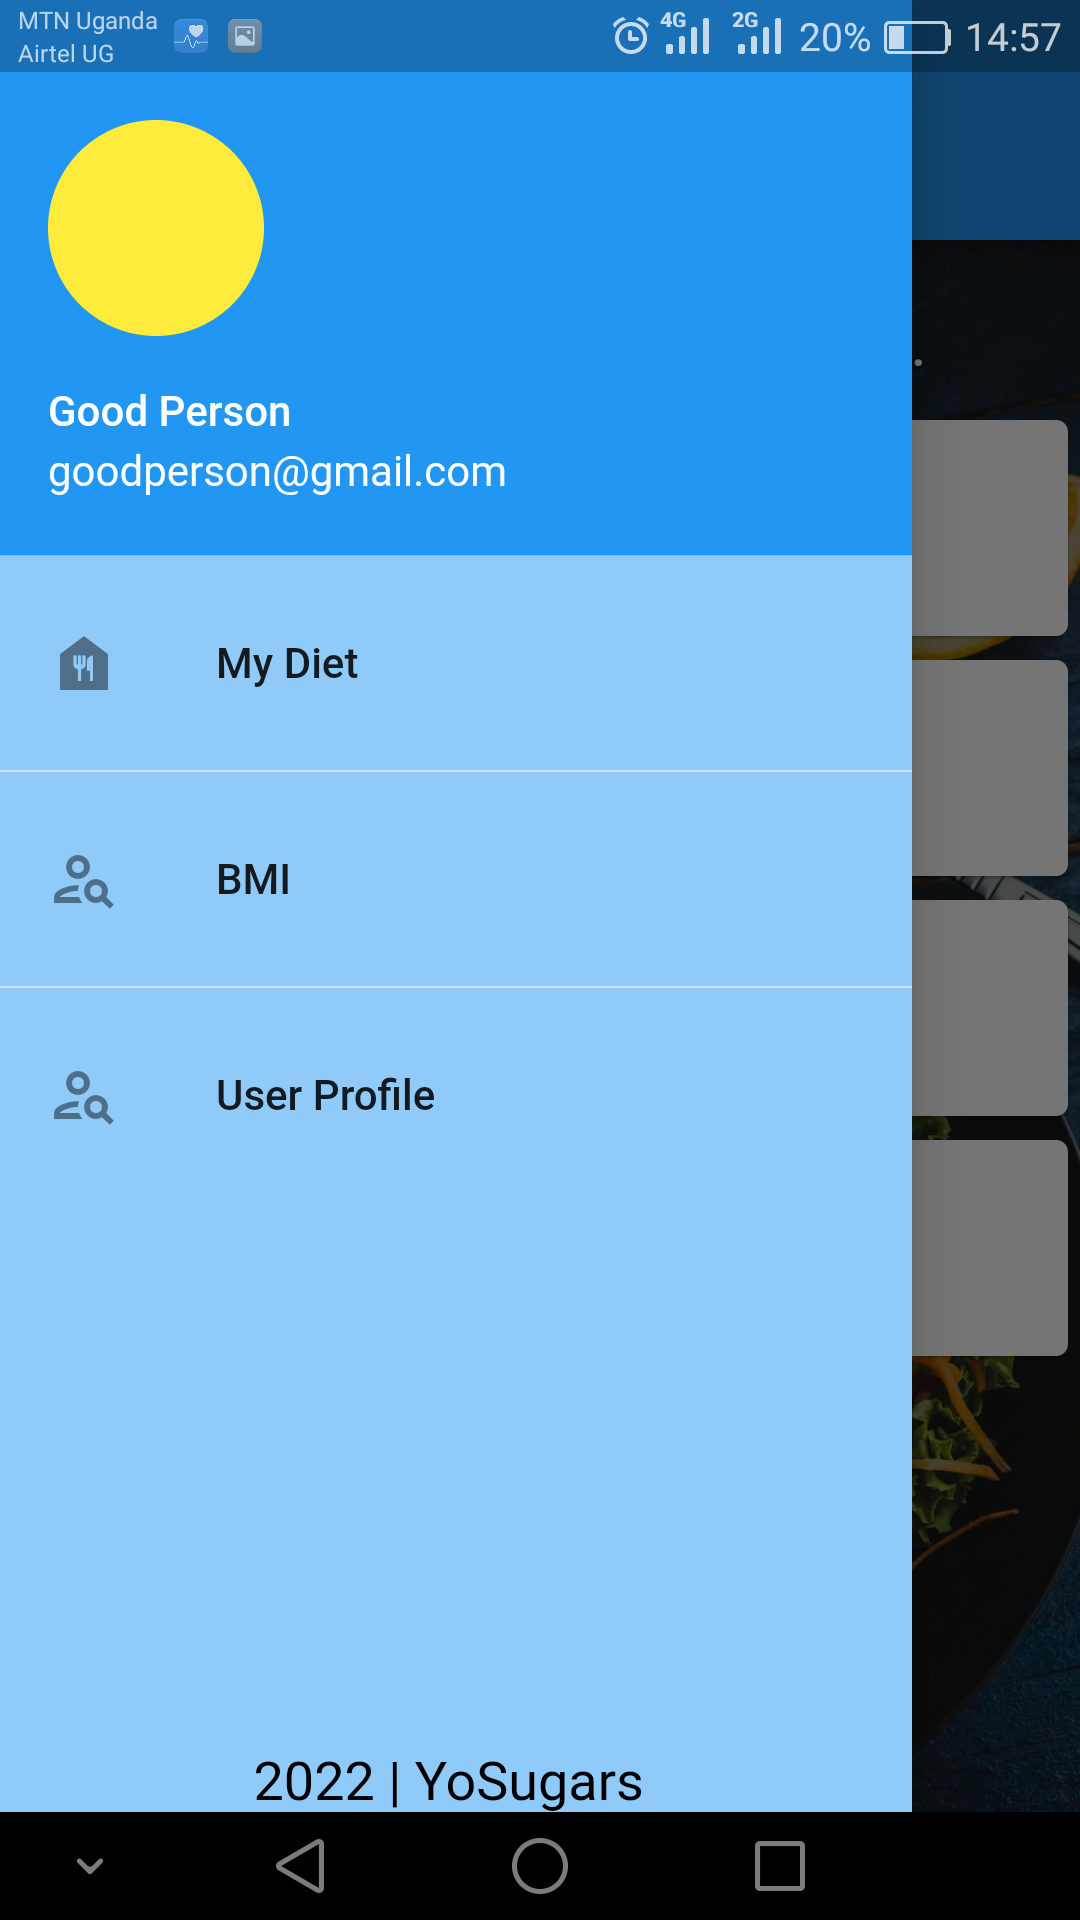 MTN Uganda
Airtel UG
4G 2G 20% 14:57
Good Person
goodperson@gmail.com
My Diet
BMI
User Profile
2022 | YoSugars